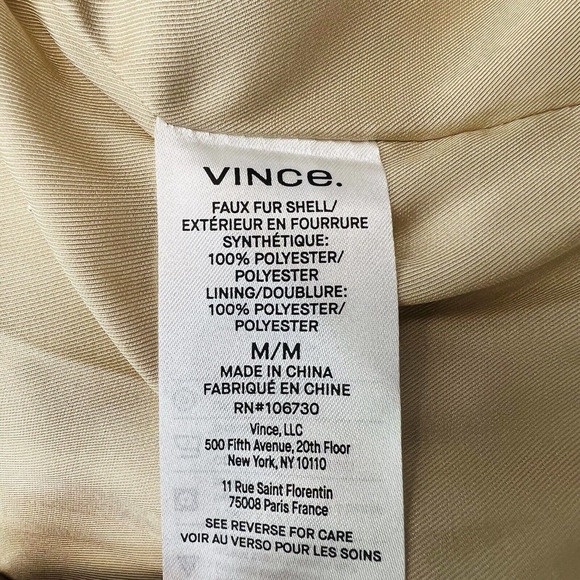 VINCE.
FAUX FUR SHELL/
EXTÉRIEUR EN FOURRURE
SYNTHÉTIQUE:
100% POLYESTER/
POLYESTER
LINING/DOUBLURE:
100% POLYESTER/
POLYESTER
M/M
MADE IN CHINA
FABRIQUÉ EN CHINE
RN#106730
Vince, LLC
500 Fifth Avenue, 20th Floor
New York, NY 10110
11 Rue Saint Florentin
75008 Paris France
SEE REVERSE FOR CARE
VOIR AU VERSO POUR LES SOINS